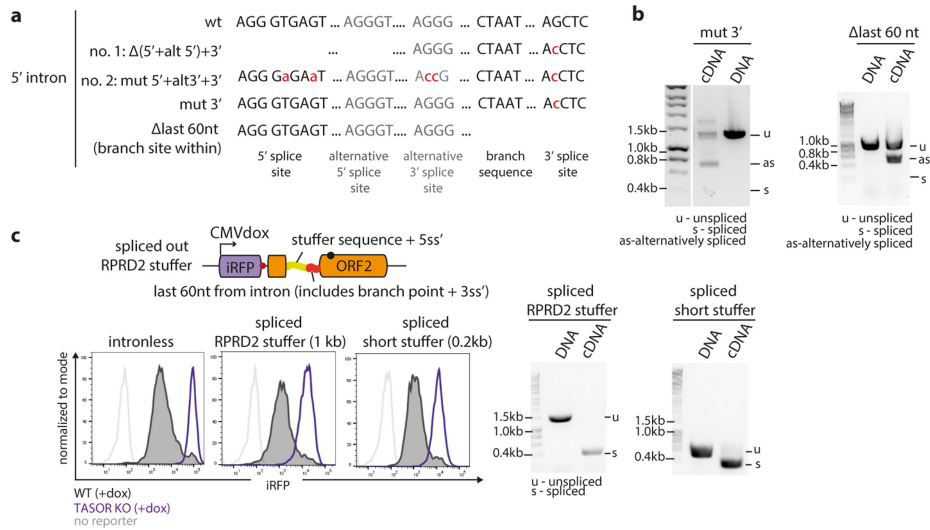 a
wt AGG GTGAGT ... AGGGT.... AGGG ... CTAAT ... AGCTC
no. 1: Δ(5'+alt 5')+3' ... AGGG CTAAT ... AcCTC
no. 2: mut 5'+alt3'+3' AGG GaGAaT ... AGGGT.... AccG ... AcCTC
mut 3' AGG GTGAGT ... AGGGT.... AGGG ... CTAAT ... AcCTC
Δlast 60nt AGG GTGAGT ... AGGGT.... AGGG ...
(branch site within)
5' intron
5' splice site
alternative 5' splice site
alternative 3' splice site
branch sequence
3' splice site
b
mut 3'
cDNA DNA
1.5kb
1.0kb
0.8kb
0.4kb
u
as
s
u - unspliced
s - spliced
as-alternatively spliced
Δlast 60 nt
DNA cDNA
1.0kb
0.8kb
0.4kb
u
as
s
u - unspliced
s - spliced
as-alternatively spliced
c
spliced out
RPRD2 stuffer
CMVdox
stuffer sequence + 5ss'
iRFP
ORF2
last 60nt from intron (includes branch point + 3ss')
intronless
spliced
RPRD2 stuffer (1 kb)
spliced
short stuffer (0.2kb)
normalized to mode
iRFP
WT (+dox)
TASOR KO (+dox)
no reporter
spliced
RPRD2 stuffer
DNA cDNA
1.5kb
1.0kb
0.4kb
u
s
u - unspliced
s - spliced
spliced
short stuffer
DNA cDNA
1.5kb
1.0kb
0.4kb
u
s